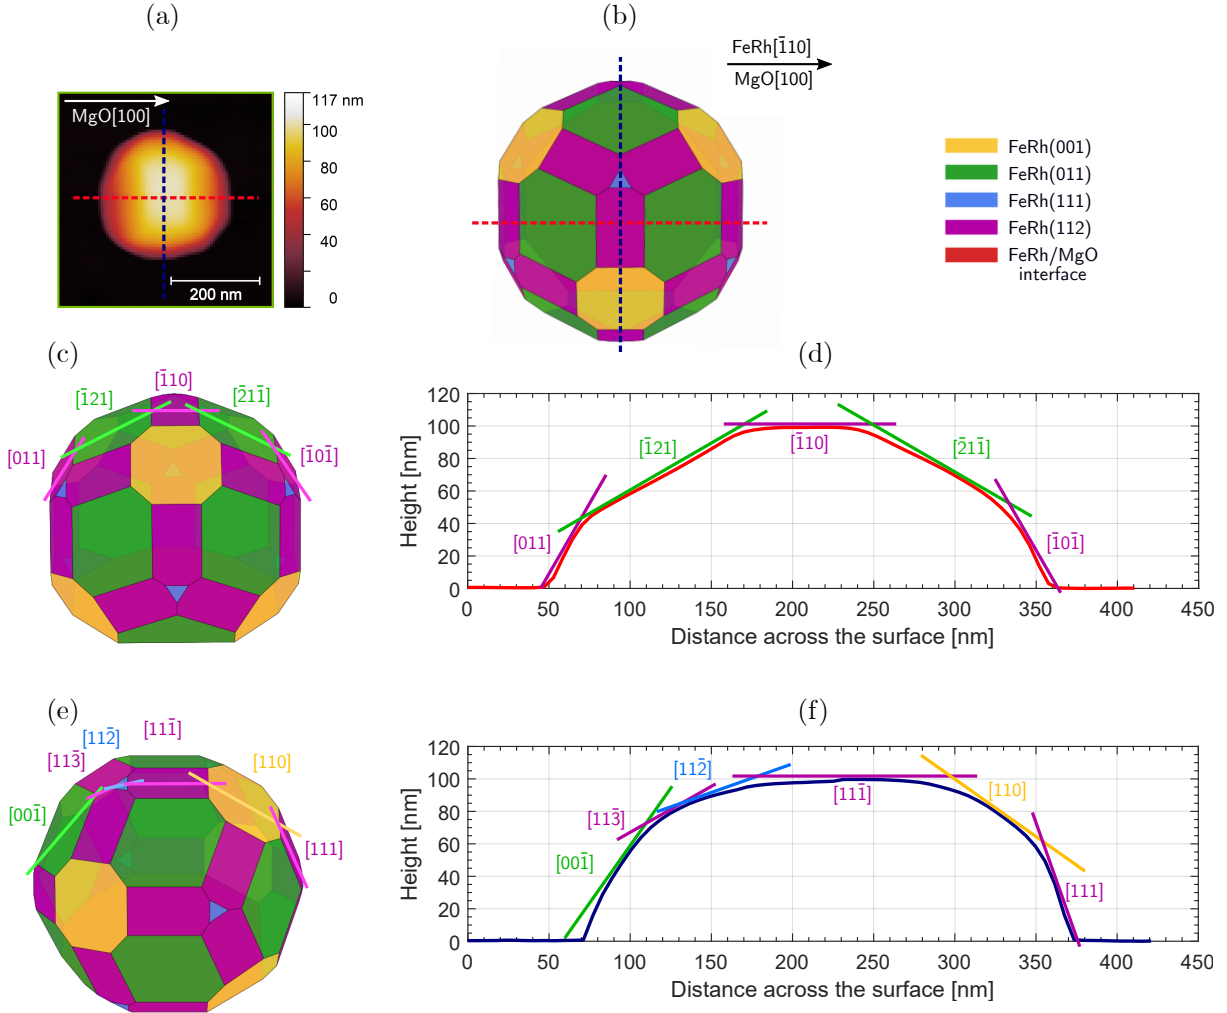 (a)
(b)
MgO[100]
117 nm
100
80
60
40
0
200 nm
FeRh[1̄10]
MgO[100]
FeRh(001)
FeRh(011)
FeRh(111)
FeRh(112)
FeRh/MgO
interface
(c)
[1̄10]
[1̄21]
[2̄11̄]
[011]
[1̄01̄]
(d)
120
100
80
60
40
20
0
Height [nm]
[1̄21]
[1̄10]
[2̄11̄]
[011]
[1̄01̄]
0 50 100 150 200 250 300 350 400 450
Distance across the surface [nm]
(e)
[111̄]
[112̄]
[113̄]
[110]
[001̄]
[111]
(f)
120
100
80
60
40
20
0
Height [nm]
[112̄]
[111̄]
[110]
[113̄]
[001̄]
[111]
0 50 100 150 200 250 300 350 400 450
Distance across the surface [nm]